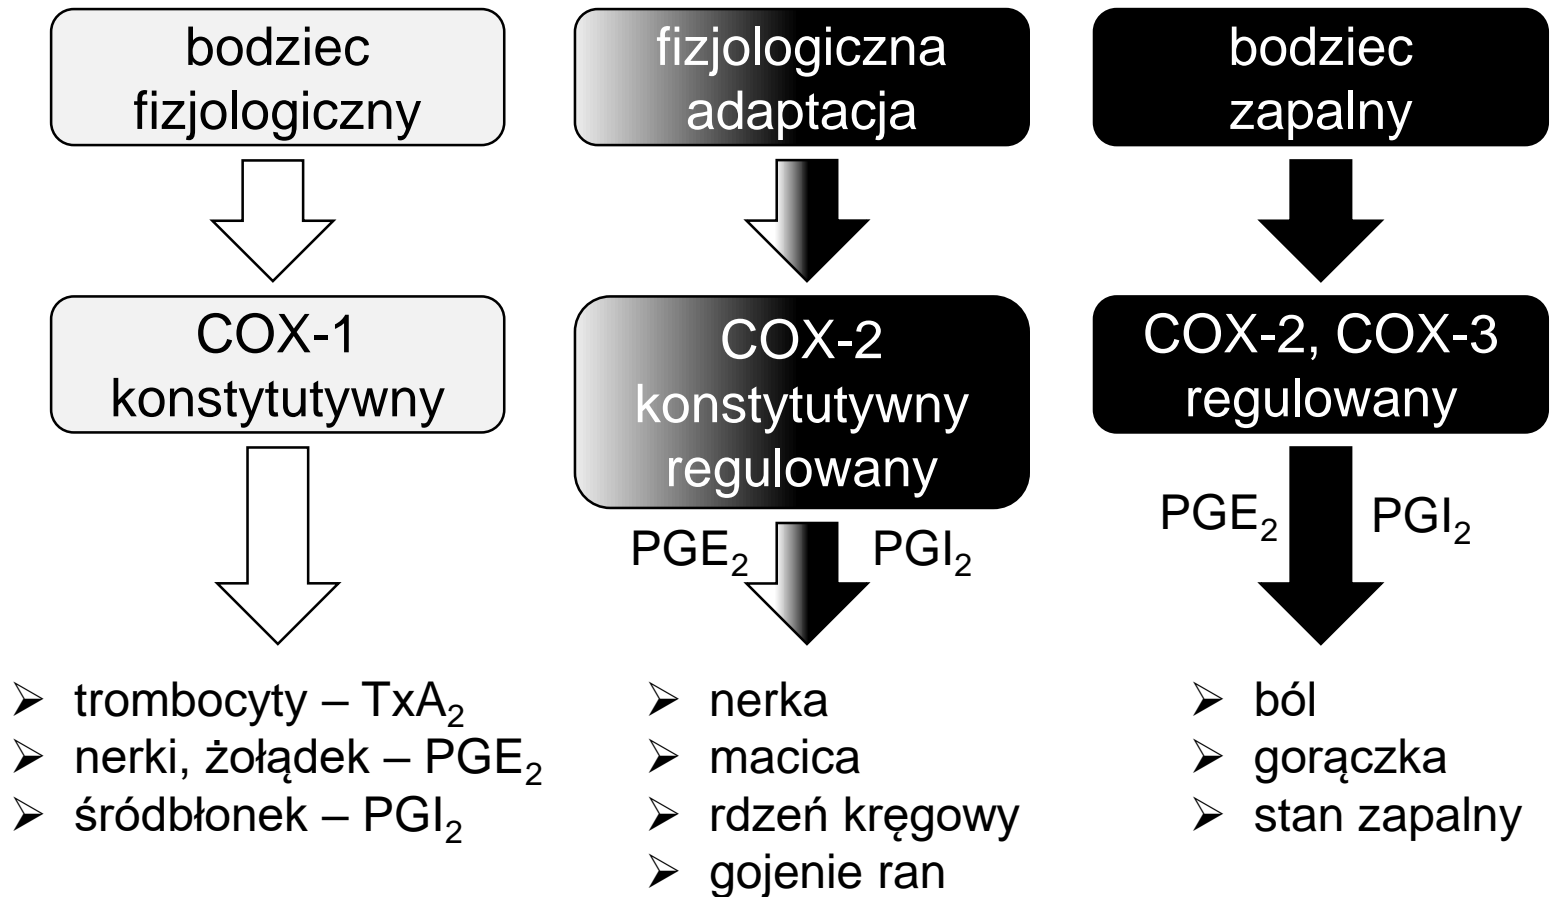 bodziec
fizjologiczny
COX-1
konstytutywny
➢ trombocyty – TxA₂
➢ nerki, żołądek – PGE₂
➢ śródbłonek – PGI₂
fizjologiczna
adaptacja
COX-2
konstytutywny
regulowany
PGE₂ PGI₂
➢ nerka
➢ macica
➢ rdzeń kręgowy
➢ gojenie ran
bodziec
zapalny
COX-2, COX-3
regulowany
PGE₂ PGI₂
➢ ból
➢ gorączka
➢ stan zapalny